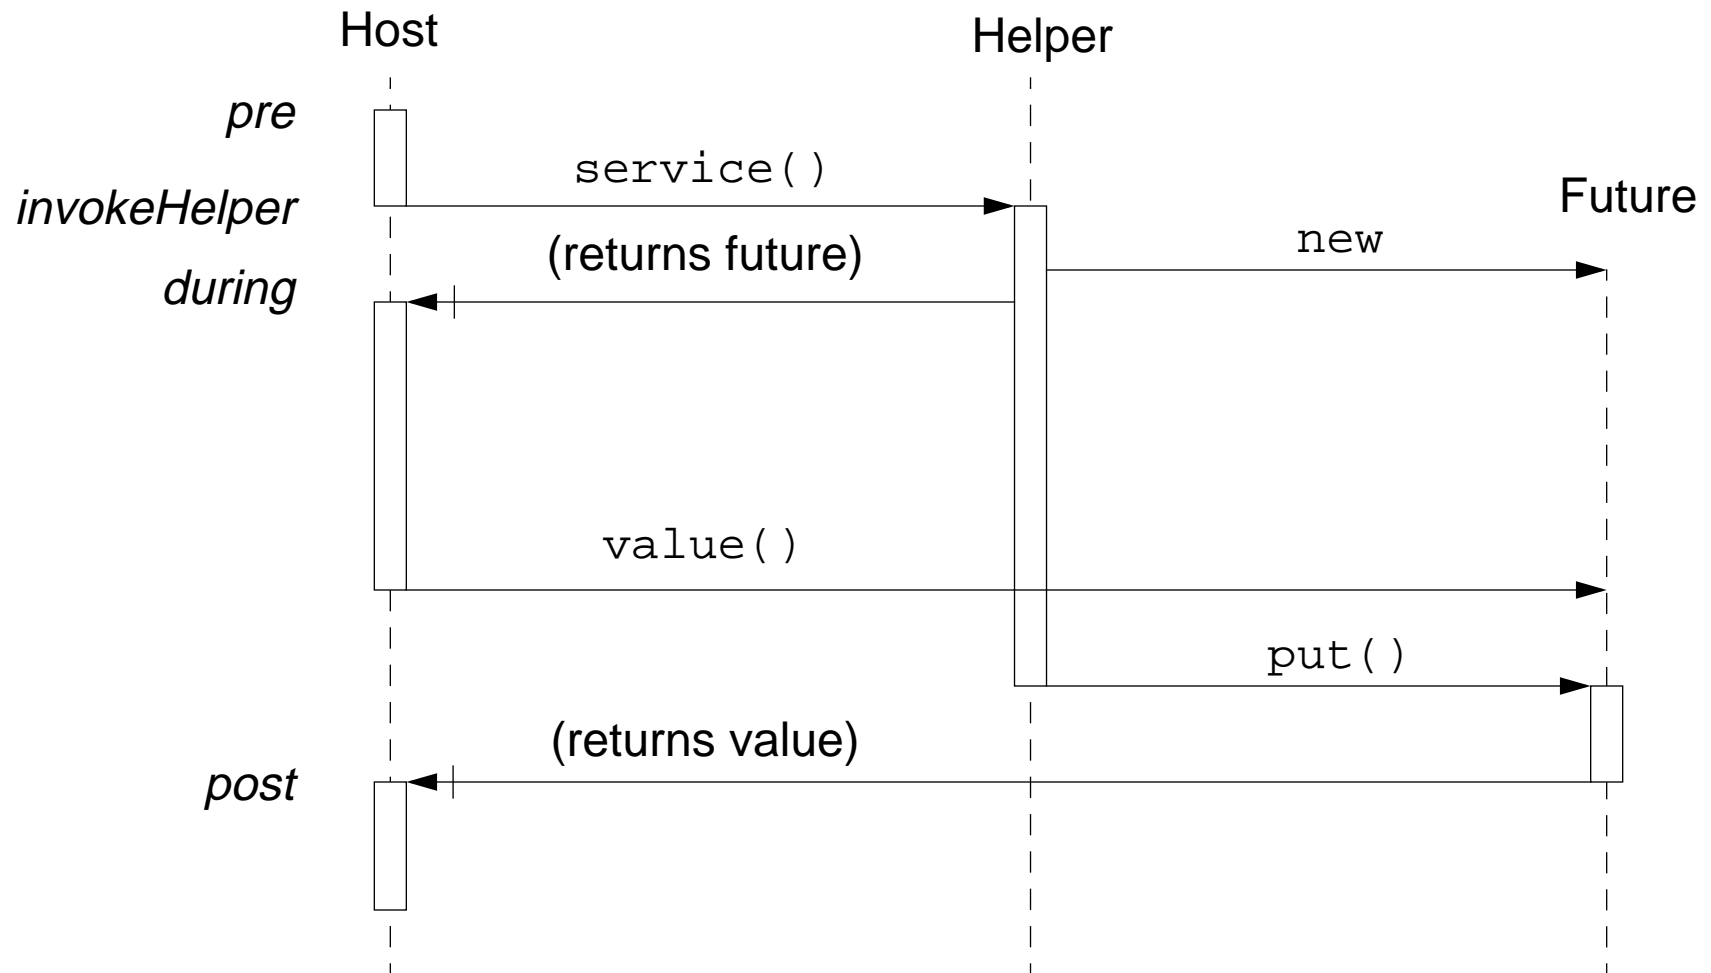 Host
Helper
pre
service()
invokeHelper
Future
new
(returns future)
during
value()
put()
(returns value)
post